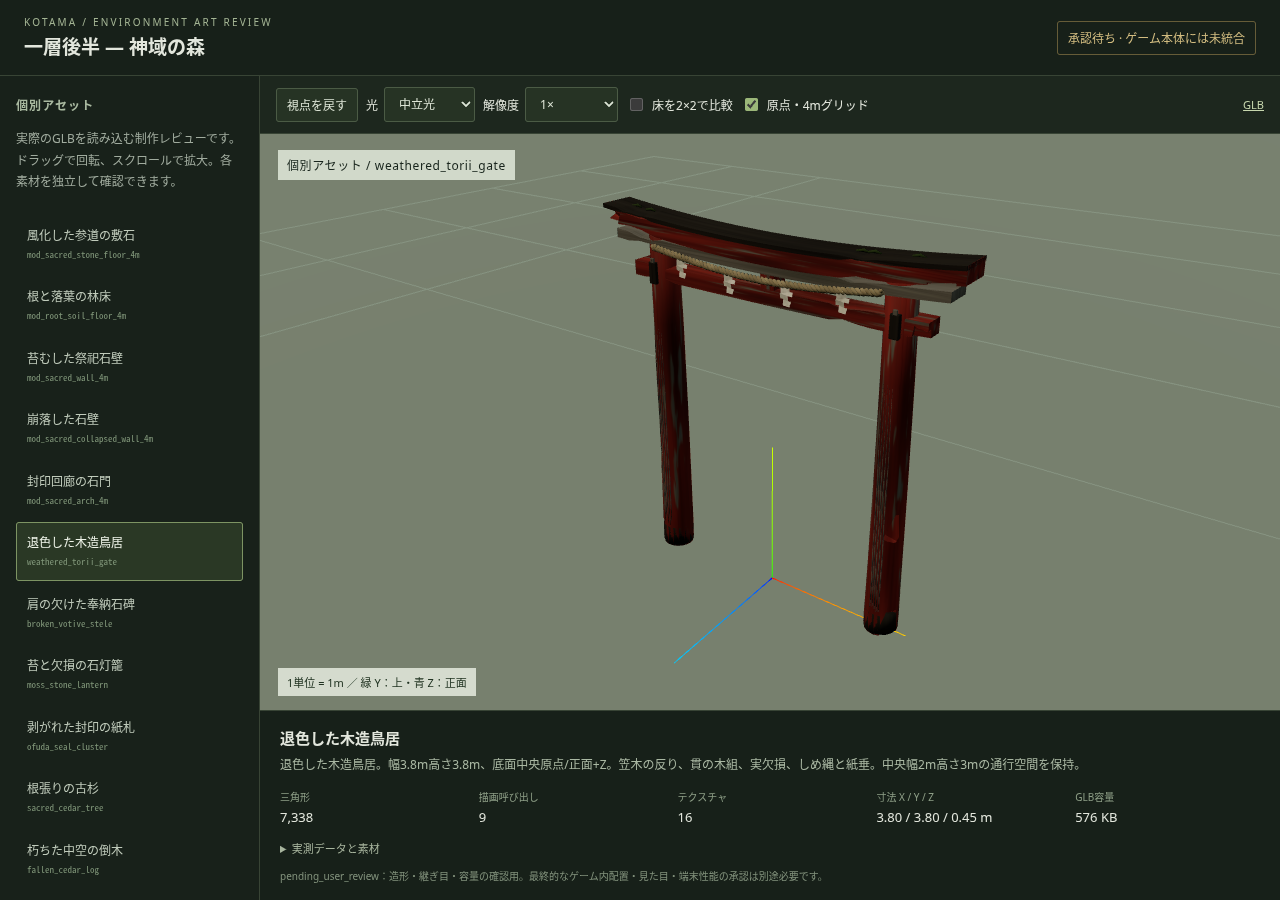 KOTAMA / ENVIRONMENT ART REVIEW
一層後半 — 神域の森
承認待ち · ゲーム本体には未統合
個別アセット
実際のGLBを読み込む制作レビューです。
ドラッグで回転、スクロールで拡大。各
素材を独立して確認できます。
風化した参道の敷石
mod_sacred_stone_floor_4m
根と落葉の林床
mod_root_soil_floor_4m
苔むした祭祀石壁
mod_sacred_wall_4m
崩落した石壁
mod_sacred_collapsed_wall_4m
封印回廊の石門
mod_sacred_arch_4m
退色した木造鳥居
weathered_torii_gate
肩の欠けた奉納石碑
broken_votive_stele
苔と欠損の石灯籠
moss_stone_lantern
剥がれた封印の紙札
ofuda_seal_cluster
根張りの古杉
sacred_cedar_tree
朽ちた中空の倒木
fallen_cedar_log
視点を戻す 光 中立光 解像度 1× 床を2×2で比較 原点・4mグリッド GLB
個別アセット / weathered_torii_gate
1単位 = 1m ／ 緑 Y：上・青 Z：正面
退色した木造鳥居
退色した木造鳥居。幅3.8m高さ3.8m、底面中央原点/正面+Z。笠木の反り、貫の木組、実欠損、しめ縄と紙垂。中央幅2m高さ3mの通行空間を保持。
三角形 描画呼び出し テクスチャ 寸法 X / Y / Z GLB容量
7,338 9 16 3.80 / 3.80 / 0.45 m 576 KB
▶ 実測データと素材
pending_user_review：造形・継ぎ目・容量の確認用。最終的なゲーム内配置・見た目・端末性能の承認は別途必要です。